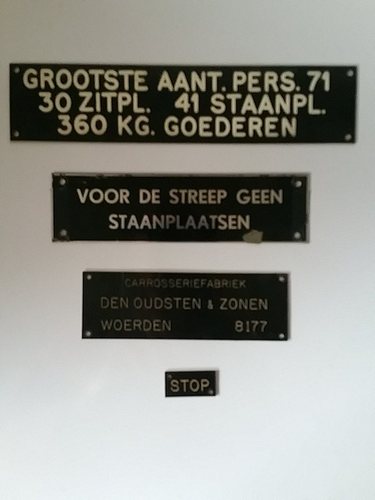 GROOTSTE AANT. PERS. 71
30 ZITPL. 41 STAANPL.
360 KG. GOEDEREN
VOOR DE STREEP GEEN
STAANPLAATSEN
CARROSSERIEFABRIEK
DEN OUDSTEN & ZONEN
WOERDEN 8177
STOP